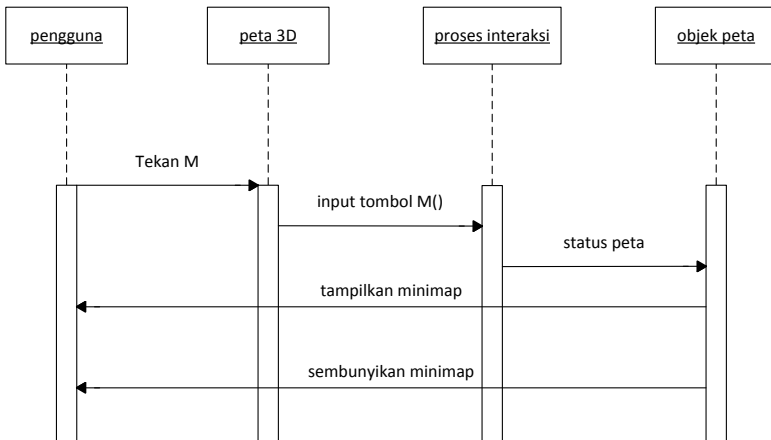 pengguna
peta 3D
proses interaksi
objek peta
Tekan M
input tombol M()
status peta
tampilkan minimap
sembunyikan minimap